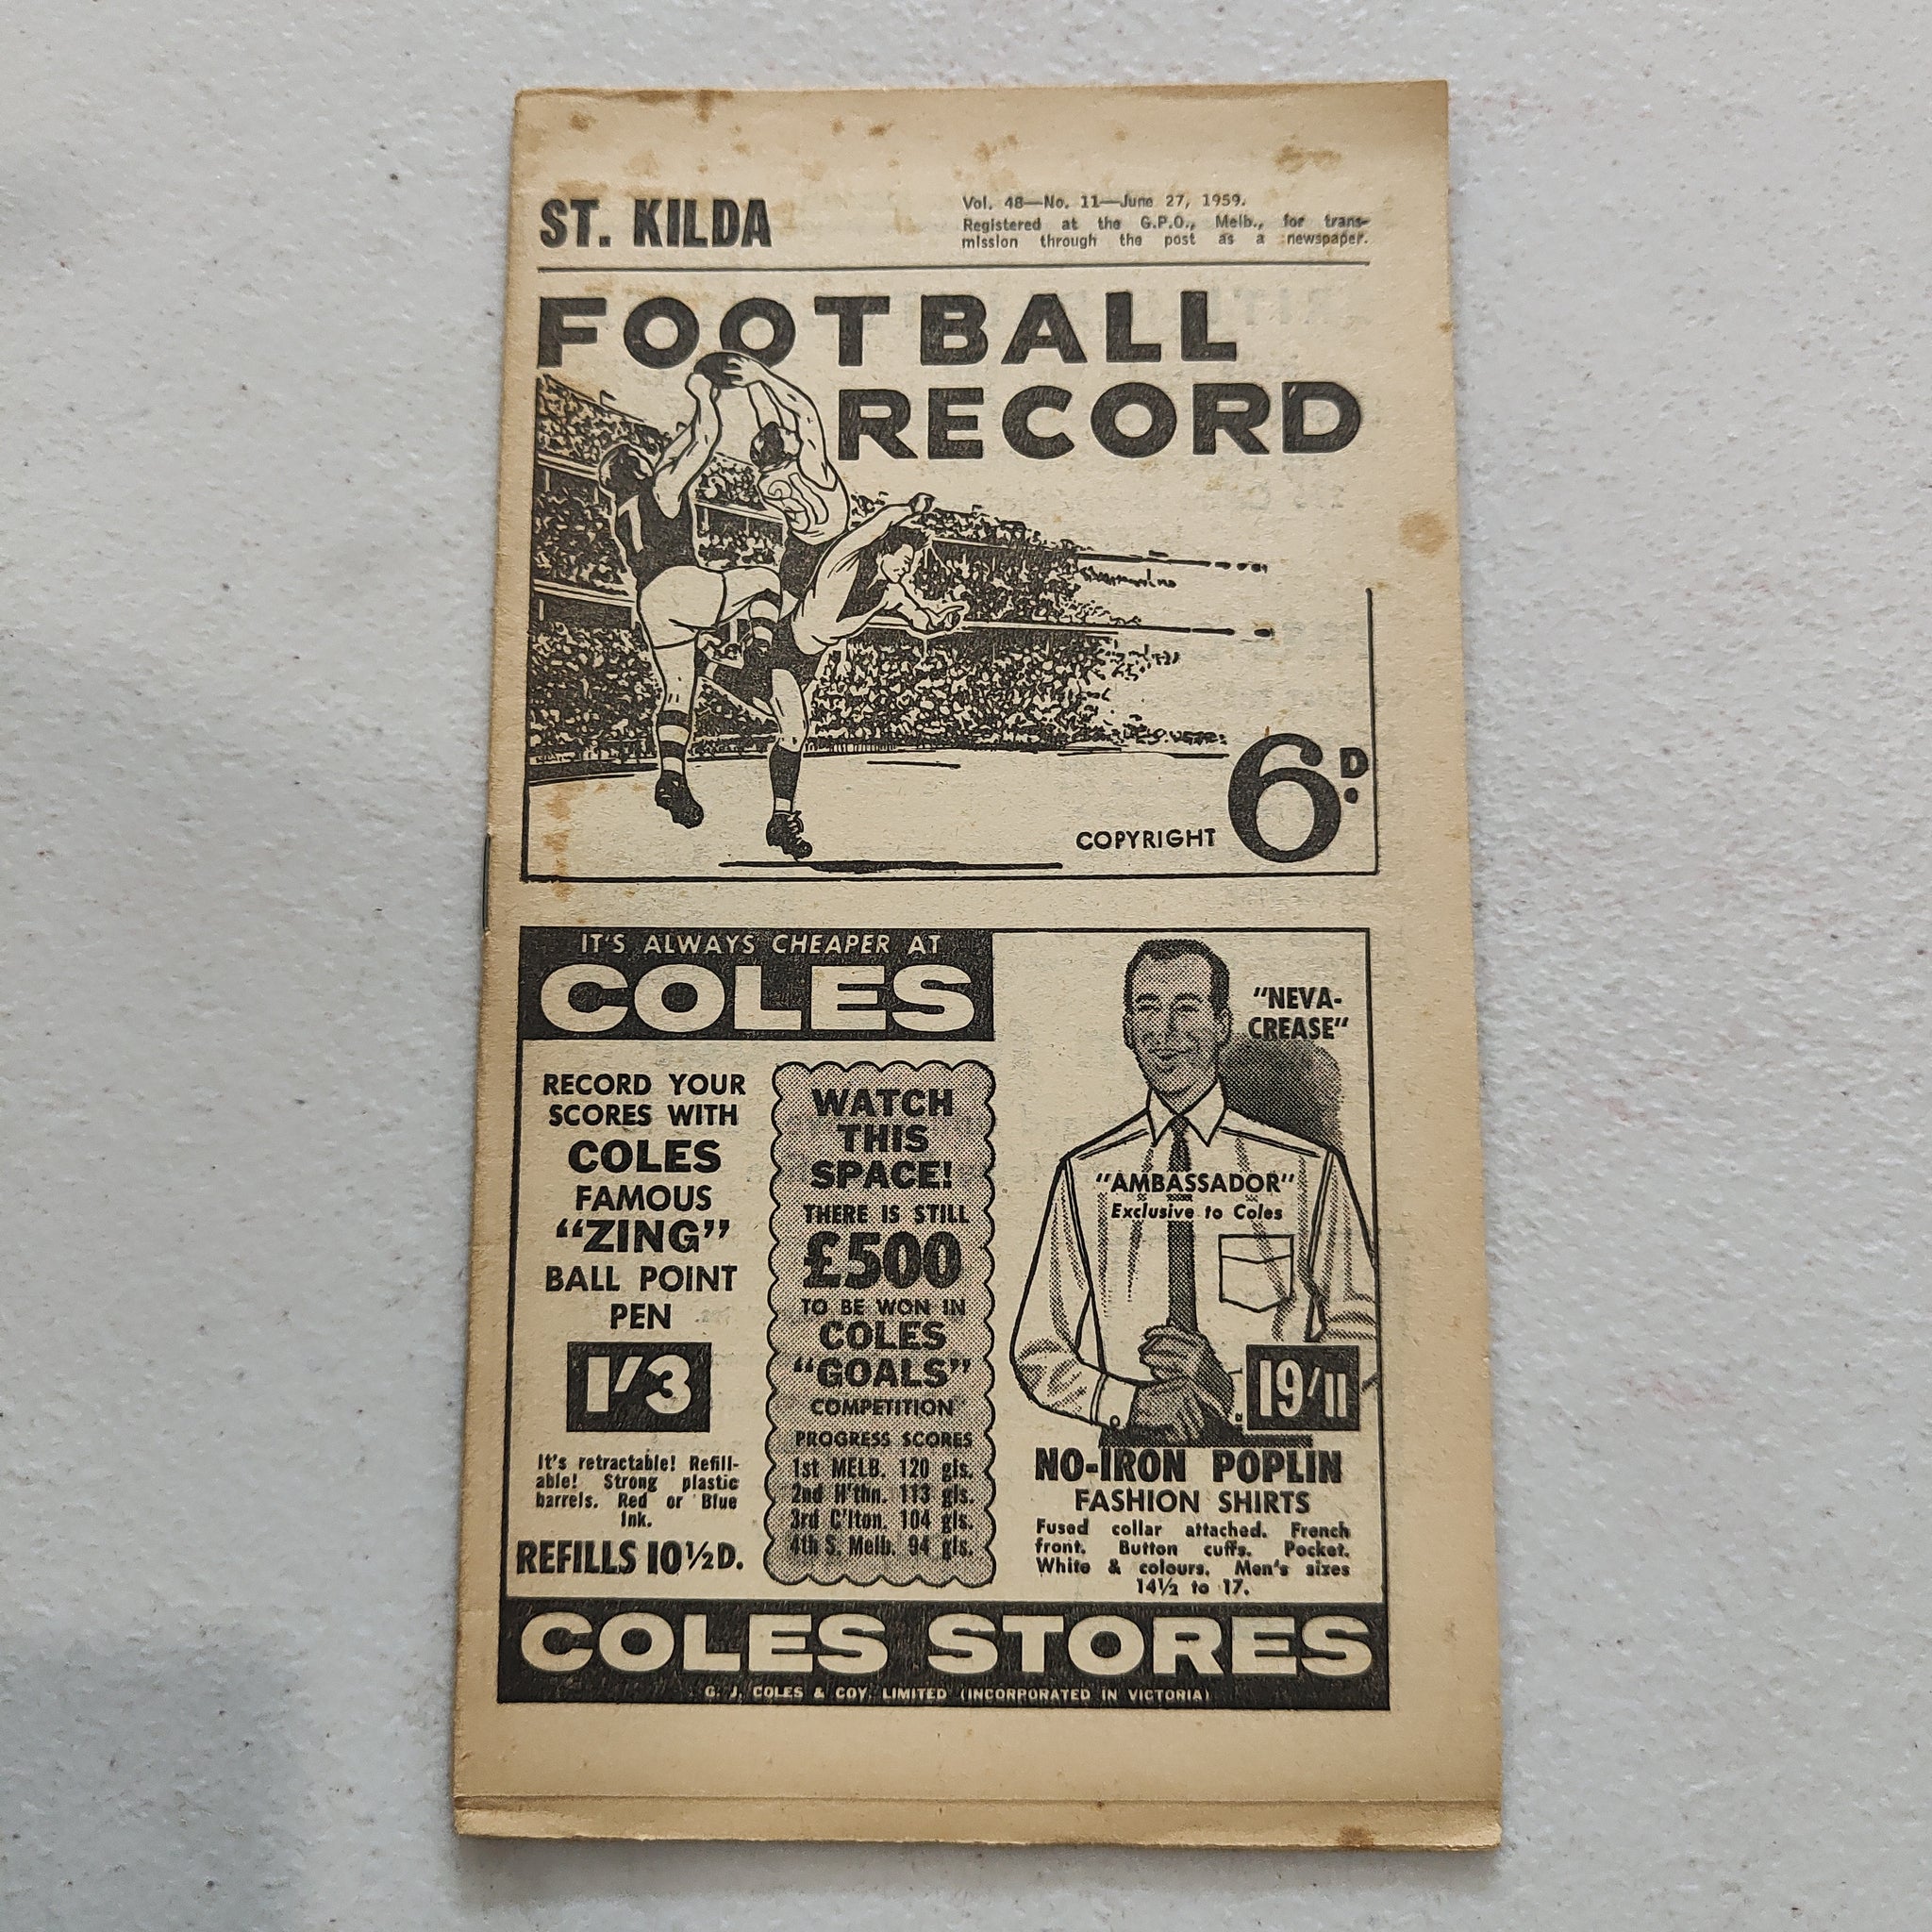 ST. KILDA
Vol. 48—No. 11—June 27, 1959.
Registered at the G.P.O., Melb., for trans-
mission through the post as a newspaper.
FOOTBALL
RECORD
7
COPYRIGHT
6D.
IT'S ALWAYS CHEAPER AT
COLES
RECORD YOUR
SCORES WITH
COLES
FAMOUS
"ZING"
BALL POINT
PEN
1/3
It's retractable! Refill-
able! Strong plastic
barrels. Red or Blue
Ink.
REFILLS 10½D.
WATCH
THIS
SPACE!
THERE IS STILL
£500
TO BE WON IN
COLES
"GOALS"
COMPETITION
PROGRESS SCORES
1st MELB. 120 gls.
2nd H'thn. 113 gls.
3rd C'lton. 104 gls.
4th S. Melb. 94 gls.
"NEVA-
CREASE"
"AMBASSADOR"
Exclusive to Coles
19/11
NO-IRON POPLIN
FASHION SHIRTS
Fused collar attached. French
front. Button cuffs. Pocket.
White & colours. Men's sizes
14½ to 17.
COLES STORES
G. J. COLES & COY. LIMITED (INCORPORATED IN VICTORIA)